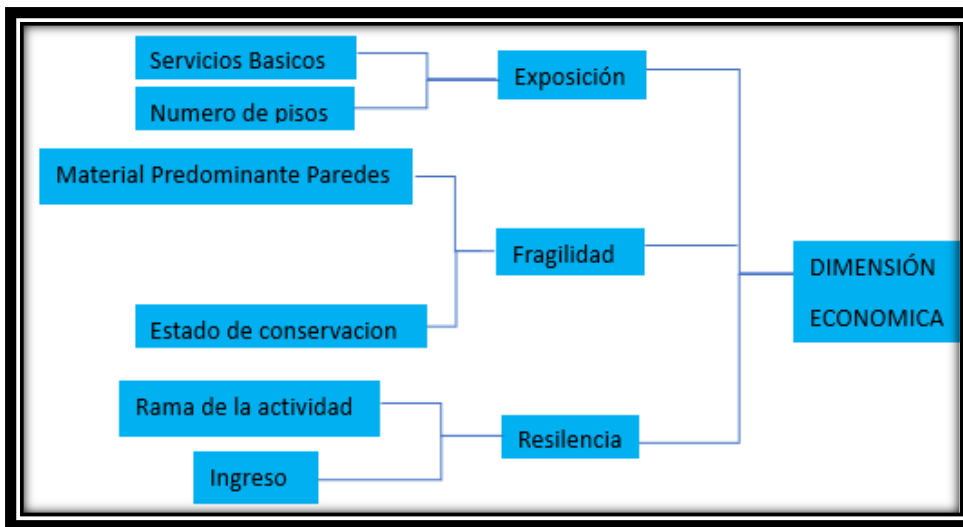 Servicios Basicos
Exposición
Numero de pisos
Material Predominante Paredes
Fragilidad
DIMENSIÓN
ECONOMICA
Estado de conservacion
Rama de la actividad
Resilencia
Ingreso